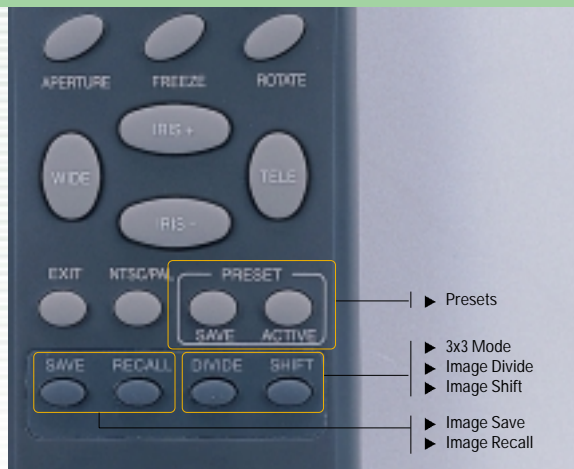 APERTURE FREEZE ROTATE
IRIS +
WIDE TELE
IRIS -
EXIT NTSC/PAL PRESET
SAVE ACTIVE
▶ Presets
SAVE RECALL DIVIDE SHIFT
▶ 3x3 Mode
▶ Image Divide
▶ Image Shift
▶ Image Save
▶ Image Recall